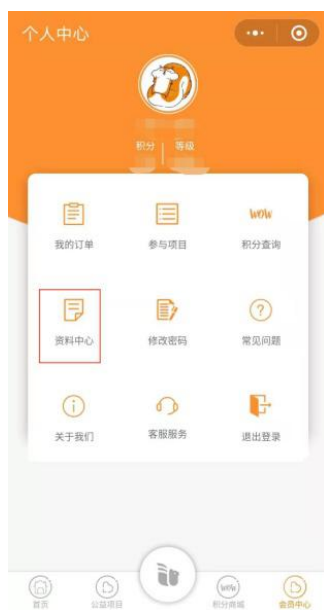 个人中心
积分 等级
我的订单 参与项目 积分查询
资料中心 修改密码 常见问题
关于我们 客服服务 退出登录
首页 公益项目 积分商城 会员中心